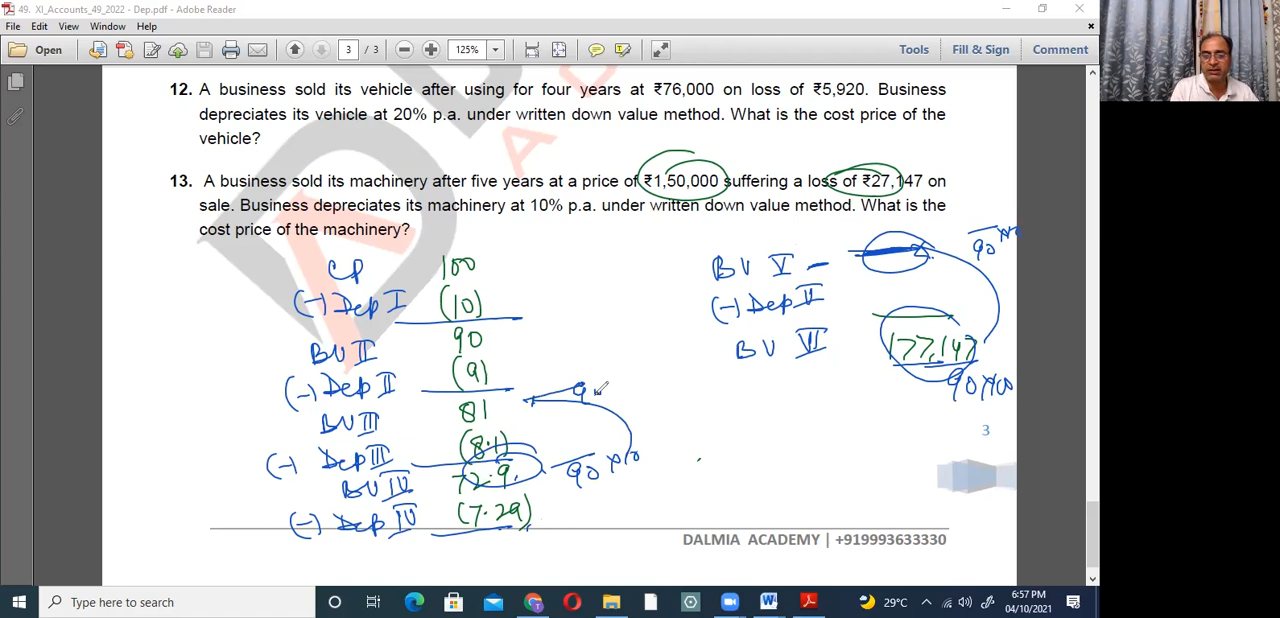 49. XI_Accounts_49_2022 - Dep.pdf - Adobe Reader
File Edit View Window Help
Open 3 / 3 125% Tools Fill & Sign Comment
12. A business sold its vehicle after using for four years at ₹76,000 on loss of ₹5,920. Business
depreciates its vehicle at 20% p.a. under written down value method. What is the cost price of the
vehicle?
13. A business sold its machinery after five years at a price of ₹1,50,000 suffering a loss of ₹27,147 on
sale. Business depreciates its machinery at 10% p.a. under written down value method. What is the
cost price of the machinery?
CP 100
(-) Dep I (10)
BV II 90
(-) Dep II (9)
BV III 81
(-) Dep III (8.1)
BV IV 72.9
(-) Dep IV (7.29)
90
9
BV V -
(-) Dep V
BV VI 177,147
90
90 x 100
3
DALMIA ACADEMY | +919993633330
Type here to search
29°C
6:57 PM
04/10/2021